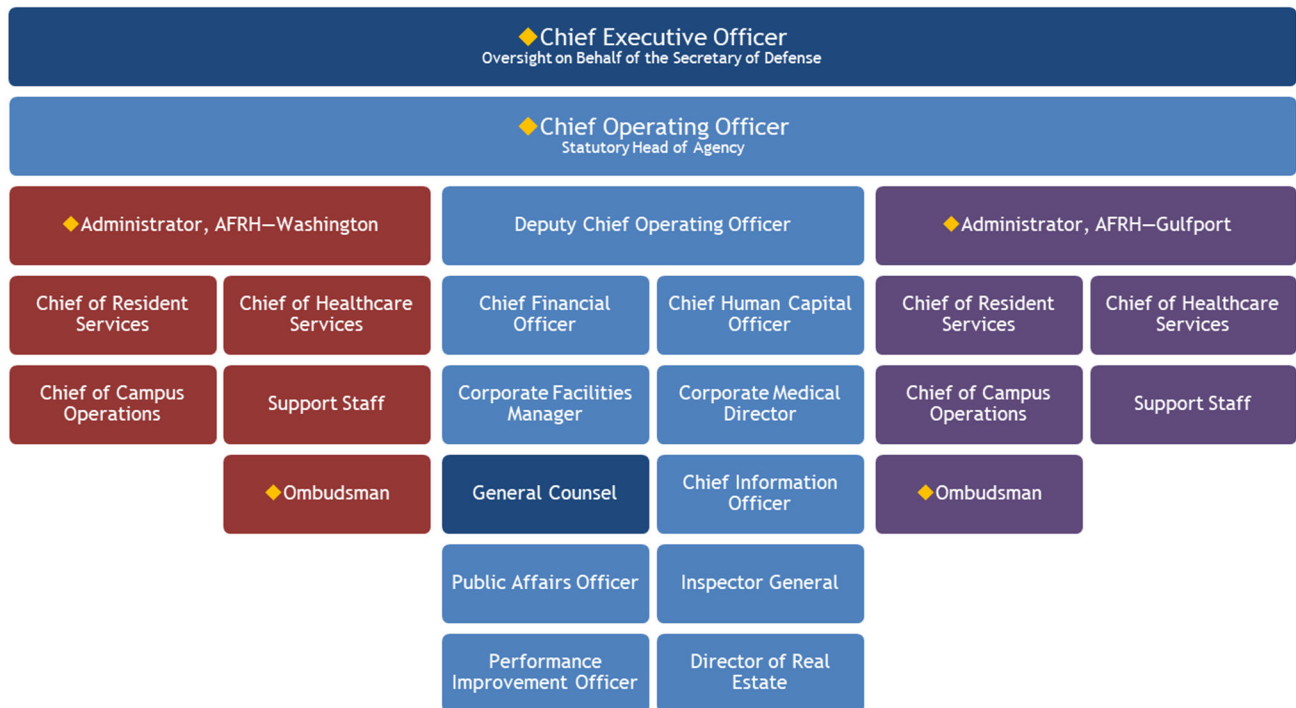 ◆Chief Executive Officer
Oversight on Behalf of the Secretary of Defense
◆Chief Operating Officer
Statutory Head of Agency
◆Administrator, AFRH—Washington
Deputy Chief Operating Officer
◆Administrator, AFRH—Gulfport
Chief of Resident
Services
Chief of Healthcare
Services
Chief Financial
Officer
Chief Human Capital
Officer
Chief of Resident
Services
Chief of Healthcare
Services
Chief of Campus
Operations
Support Staff
Corporate Facilities
Manager
Corporate Medical
Director
Chief of Campus
Operations
Support Staff
◆Ombudsman
General Counsel
Chief Information
Officer
◆Ombudsman
Public Affairs Officer
Inspector General
Performance
Improvement Officer
Director of Real
Estate